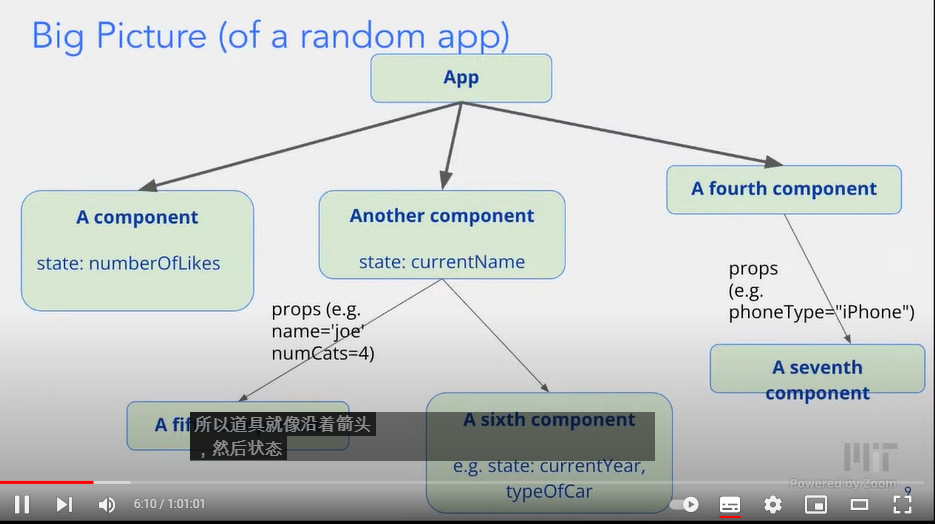 Big Picture (of a random app)
App
A component
state: numberOfLikes
Another component
state: currentName
A fourth component
props (e.g.
name='joe'
numCats=4)
props
(e.g.
phoneType="iPhone")
A seventh
component
A fif
所以道具就像沿着箭头
，然后状态
A sixth component
e.g. state: currentYear,
typeOfCar
MIT
Powered by Zoom
9
6:10 / 1:01:01